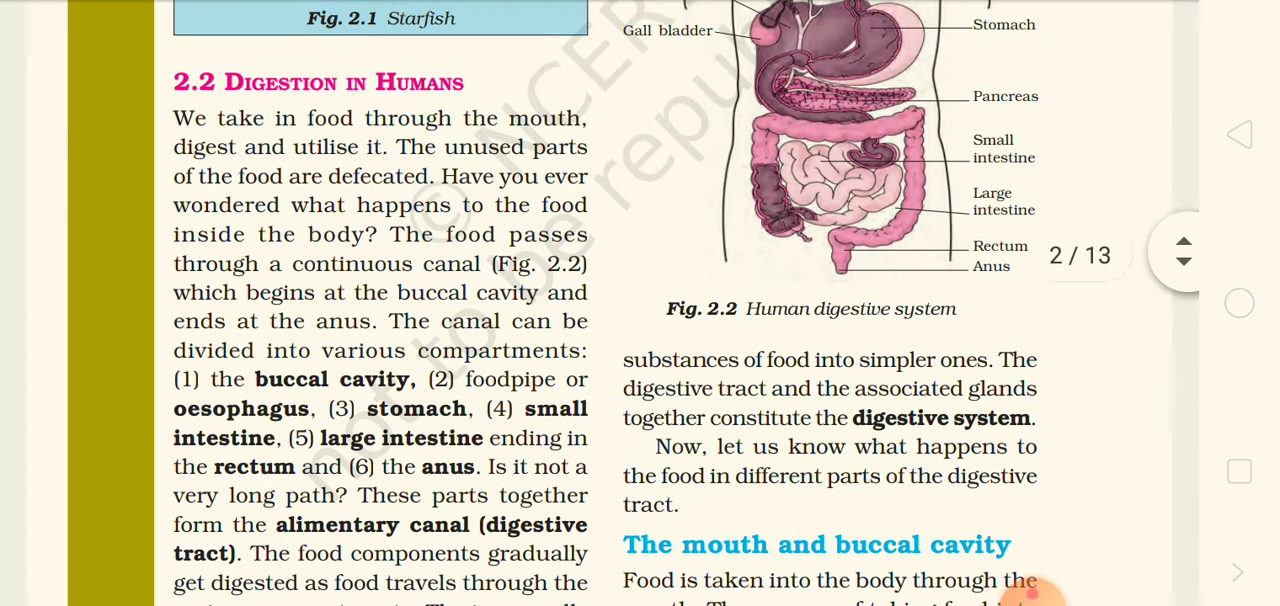 Fig. 2.1 Starfish
2.2 DIGESTION IN HUMANS
We take in food through the mouth,
digest and utilise it. The unused parts
of the food are defecated. Have you ever
wondered what happens to the food
inside the body? The food passes
through a continuous canal (Fig. 2.2)
which begins at the buccal cavity and
ends at the anus. The canal can be
divided into various compartments:
(1) the buccal cavity, (2) foodpipe or
oesophagus, (3) stomach, (4) small
intestine, (5) large intestine ending in
the rectum and (6) the anus. Is it not a
very long path? These parts together
form the alimentary canal (digestive
tract). The food components gradually
get digested as food travels through the
Gall bladder
Stomach
Pancreas
Small
intestine
Large
intestine
Rectum
Anus
2 / 13
Fig. 2.2 Human digestive system
substances of food into simpler ones. The
digestive tract and the associated glands
together constitute the digestive system.
Now, let us know what happens to
the food in different parts of the digestive
tract.
The mouth and buccal cavity
Food is taken into the body through the
© NCER
not to be repu